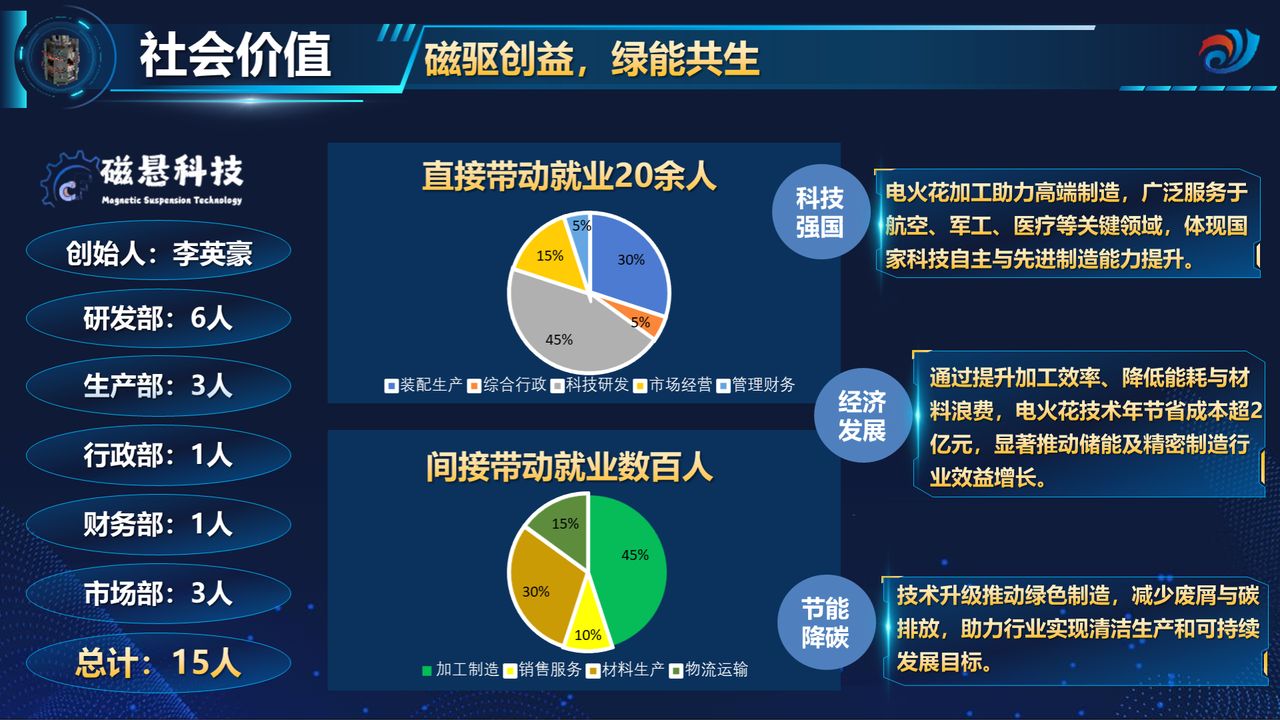 社会价值
磁驱创益，绿能共生
磁悬科技
Magnetic Suspension Technology
创始人：李英豪
研发部：6人
生产部：3人
行政部：1人
财务部：1人
市场部：3人
总计：15人
直接带动就业20余人
5%
15%
30%
5%
45%
装配生产 综合行政 科技研发 市场经营 管理财务
间接带动就业数百人
15%
45%
30%
10%
加工制造 销售服务 材料生产 物流运输
科技
强国
电火花加工助力高端制造，广泛服务于
航空、军工、医疗等关键领域，体现国
家科技自主与先进制造能力提升。
经济
发展
通过提升加工效率、降低能耗与材
料浪费，电火花技术年节省成本超2
亿元，显著推动储能及精密制造行
业效益增长。
节能
降碳
技术升级推动绿色制造，减少废屑与碳
排放，助力行业实现清洁生产和可持续
发展目标。